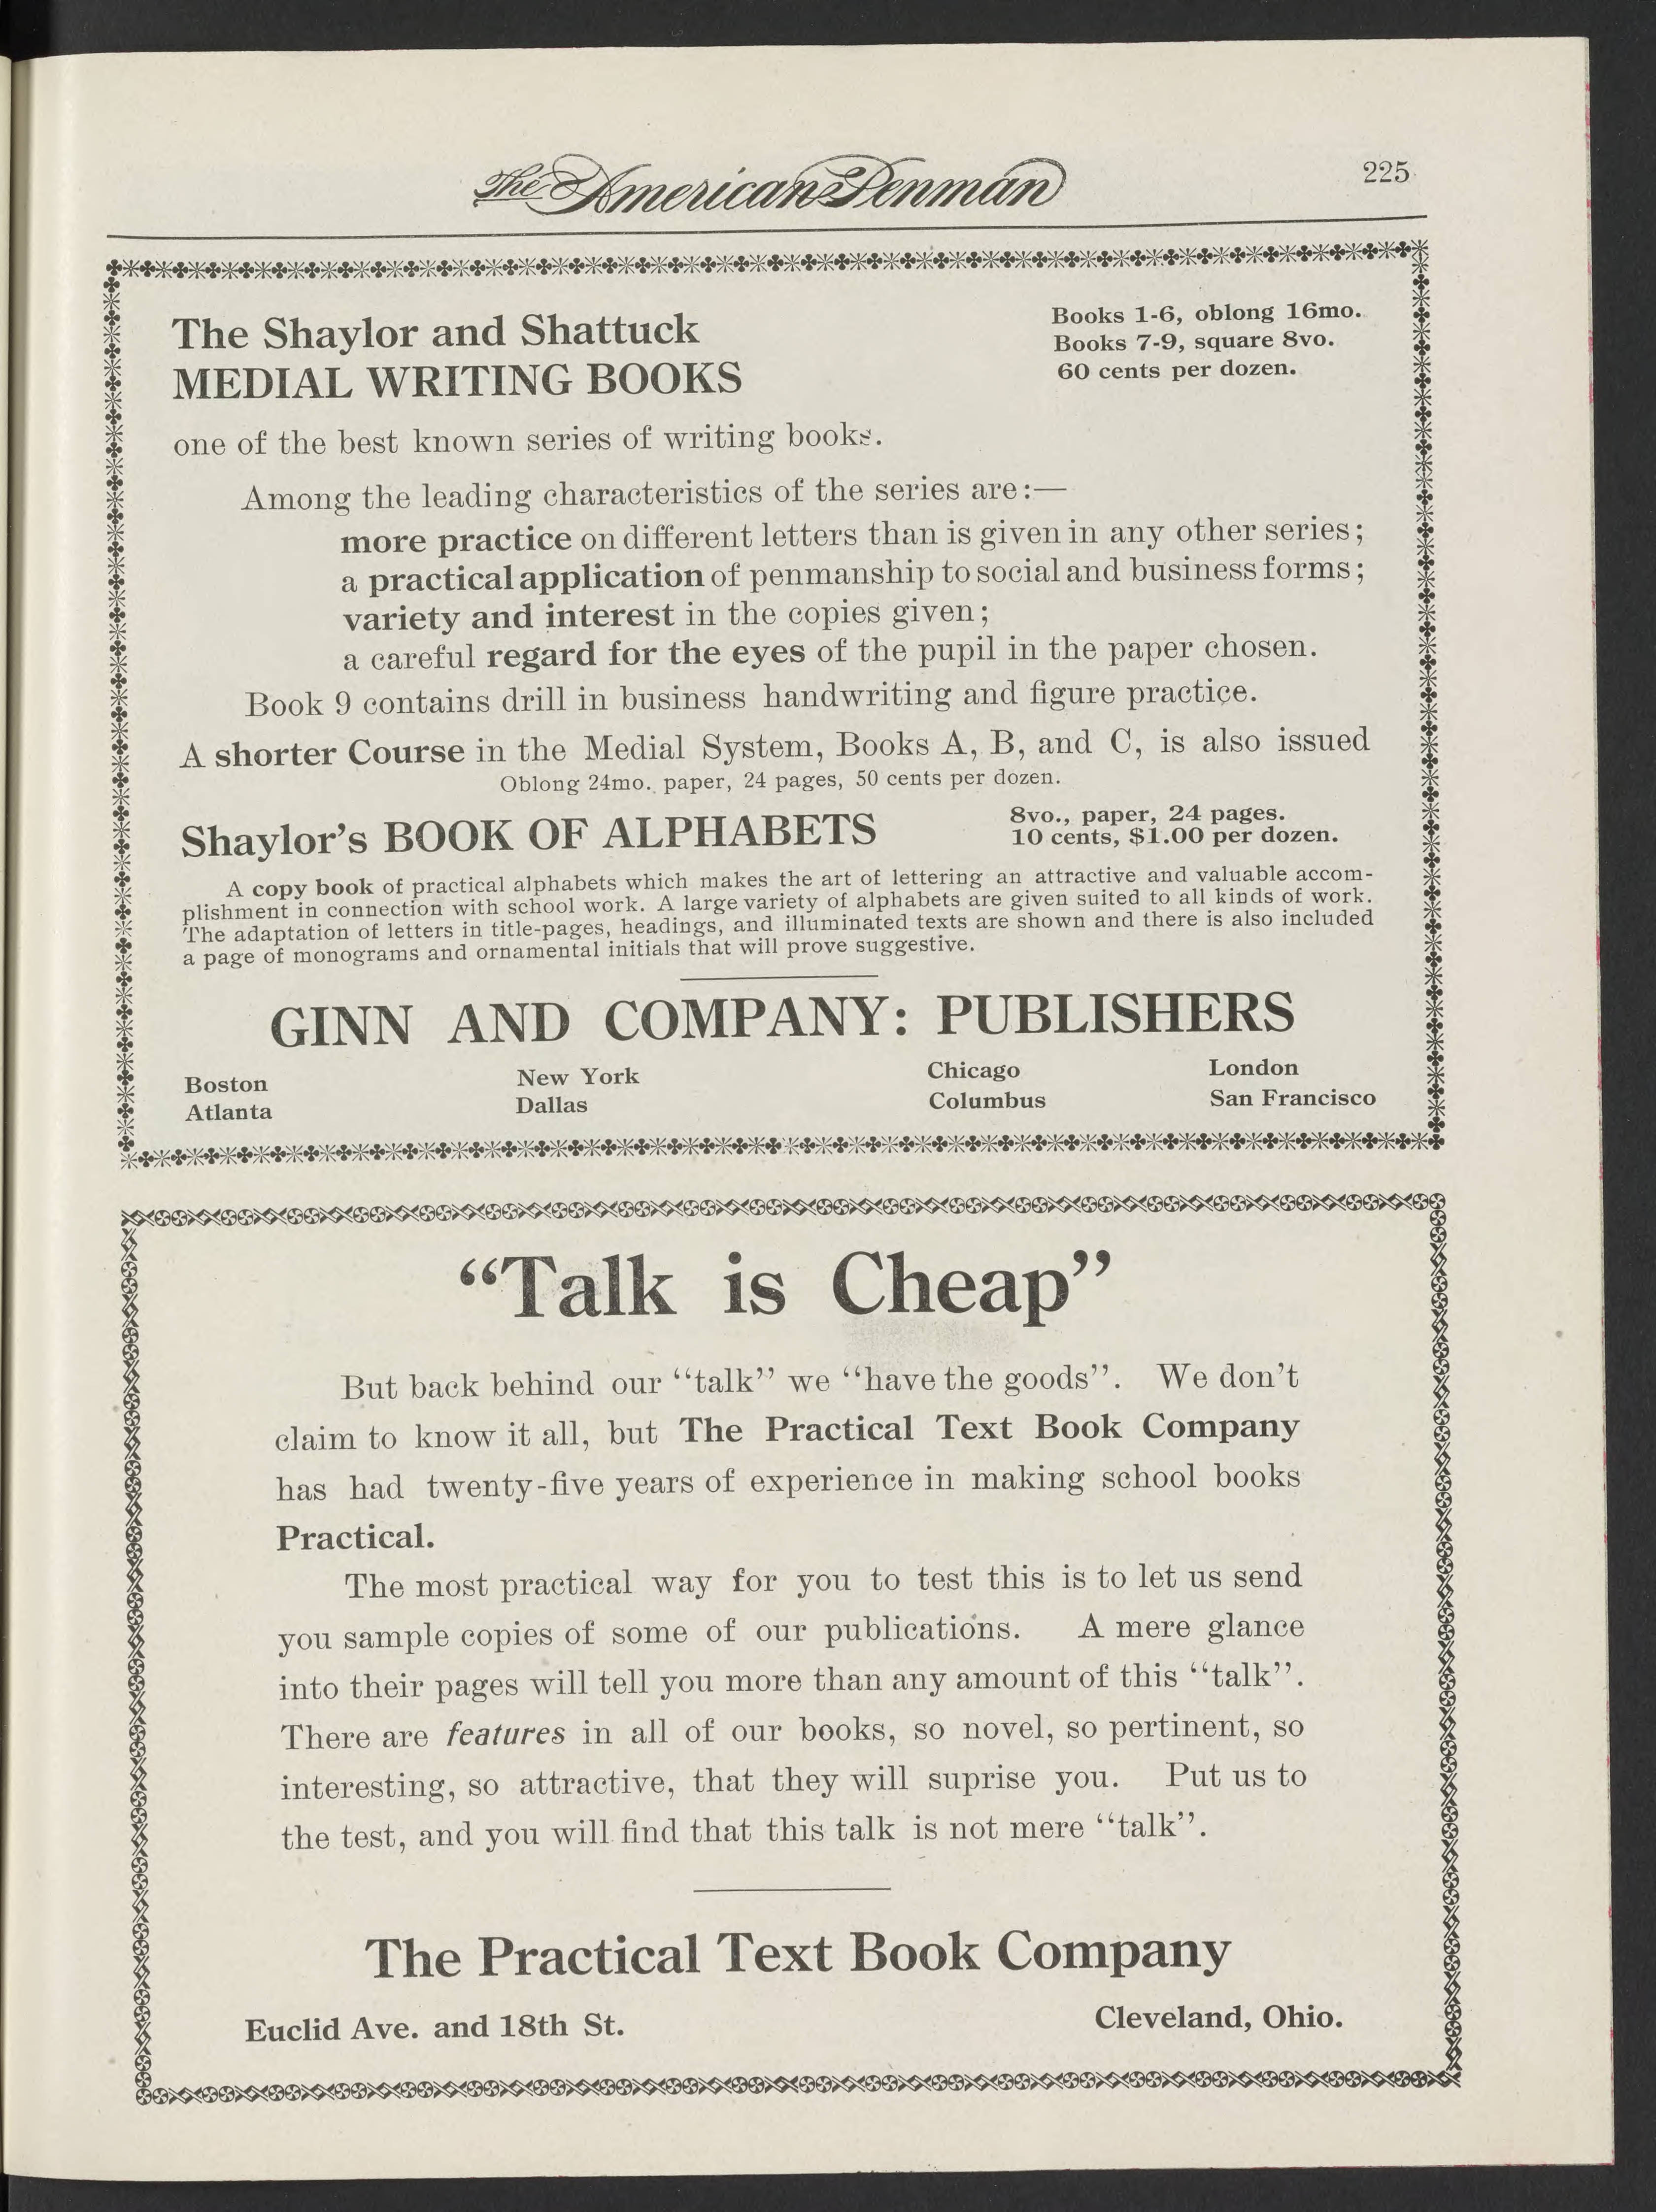 The American Penman
225
The Shaylor and Shattuck
MEDIAL WRITING BOOKS
Books 1-6, oblong 16mo.
Books 7-9, square 8vo.
60 cents per dozen.
one of the best known series of writing books.
Among the leading characteristics of the series are:—
more practice on different letters than is given in any other series;
a practical application of penmanship to social and business forms;
variety and interest in the copies given;
a careful regard for the eyes of the pupil in the paper chosen.
Book 9 contains drill in business handwriting and figure practice.
A shorter Course in the Medial System, Books A, B, and C, is also issued
Oblong 24mo. paper, 24 pages, 50 cents per dozen.
Shaylor's BOOK OF ALPHABETS
8vo., paper, 24 pages.
10 cents, $1.00 per dozen.
A copy book of practical alphabets which makes the art of lettering an attractive and valuable accom-
plishment in connection with school work. A large variety of alphabets are given suited to all kinds of work.
The adaptation of letters in title-pages, headings, and illuminated texts are shown and there is also included
a page of monograms and ornamental initials that will prove suggestive.
GINN AND COMPANY: PUBLISHERS
Boston New York Chicago London
Atlanta Dallas Columbus San Francisco
“Talk is Cheap”
But back behind our “talk” we “have the goods”. We don't
claim to know it all, but The Practical Text Book Company
has had twenty-five years of experience in making school books
Practical.
The most practical way for you to test this is to let us send
you sample copies of some of our publications. A mere glance
into their pages will tell you more than any amount of this “talk”.
There are features in all of our books, so novel, so pertinent, so
interesting, so attractive, that they will suprise you. Put us to
the test, and you will find that this talk is not mere “talk”.
The Practical Text Book Company
Euclid Ave. and 18th St. Cleveland, Ohio.